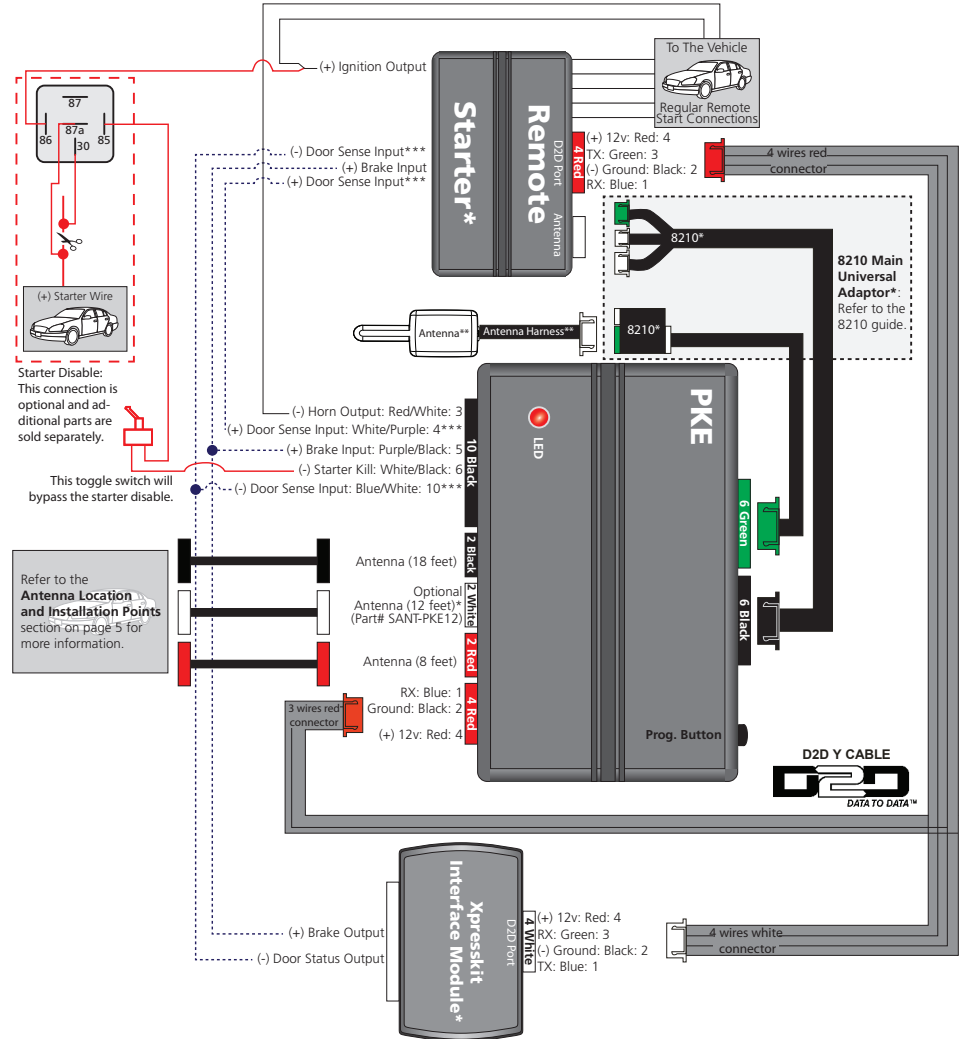 To The Vehicle
Regular Remote
Start Connections
(+) Ignition Output
87
87a
86
30
85
Remote
Starter*
D2D Port
4 Red
Antenna
(-) Door Sense Input***
(+) Brake Input
(+) Door Sense Input***
(+) 12v: Red: 4
TX: Green: 3
(-) Ground: Black: 2
RX: Blue: 1
4 wires red
connector
8210*
8210 Main
Universal
Adaptor*:
Refer to the
8210 guide.
8210*
(+) Starter Wire
Starter Disable:
This connection is
optional and ad-
ditional parts are
sold separately.
This toggle switch will
bypass the starter disable.
Antenna**
Antenna Harness**
PKE
LED
(-) Horn Output: Red/White: 3
(+) Door Sense Input: White/Purple: 4***
(+) Brake Input: Purple/Black: 5
(-) Starter Kill: White/Black: 6
(-) Door Sense Input: Blue/White: 10***
10 Black
6 Green
Antenna (18 feet)
2 Black
Optional
Antenna (12 feet)*
(Part# SANT-PKE12)
2 White
6 Black
Antenna (8 feet)
2 Red
Refer to the
Antenna Location
and Installation Points
section on page 5 for
more information.
RX: Blue: 1
Ground: Black: 2
(+) 12v: Red: 4
4 Red
3 wires red
connector
Prog. Button
D2D Y CABLE
D2D
DATA TO DATA™
Xpresskit
Interface Module*
D2D Port
4 White
(+) Brake Output
(-) Door Status Output
(+) 12v: Red: 4
RX: Green: 3
(-) Ground: Black: 2
TX: Blue: 1
4 wires white
connector